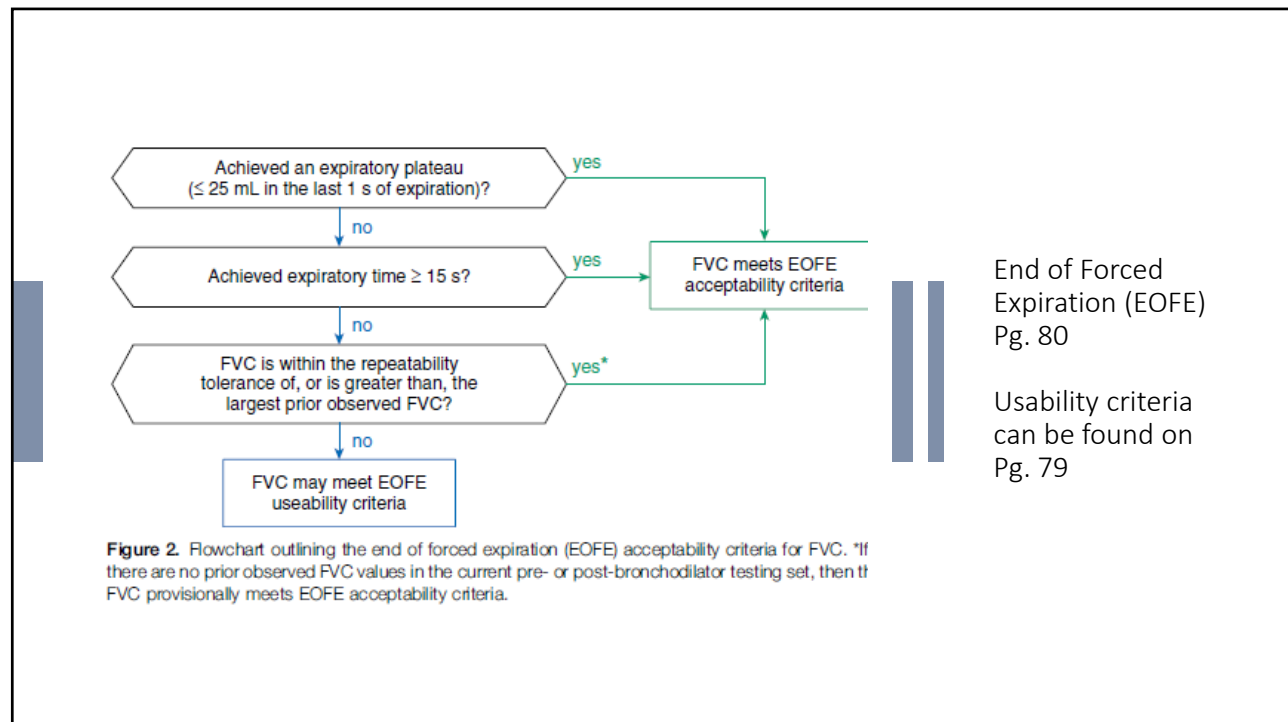 Achieved an expiratory plateau
(≤ 25 mL in the last 1 s of expiration)?
yes
no
Achieved expiratory time ≥ 15 s?
yes
FVC meets EOFE
acceptability criteria
no
FVC is within the repeatability
tolerance of, or is greater than, the
largest prior observed FVC?
yes*
no
FVC may meet EOFE
useability criteria
Figure 2. Flowchart outlining the end of forced expiration (EOFE) acceptability criteria for FVC. *If
there are no prior observed FVC values in the current pre- or post-bronchodilator testing set, then
FVC provisionally meets EOFE acceptability criteria.
End of Forced
Expiration (EOFE)
Pg. 80
Usability criteria
can be found on
Pg. 79